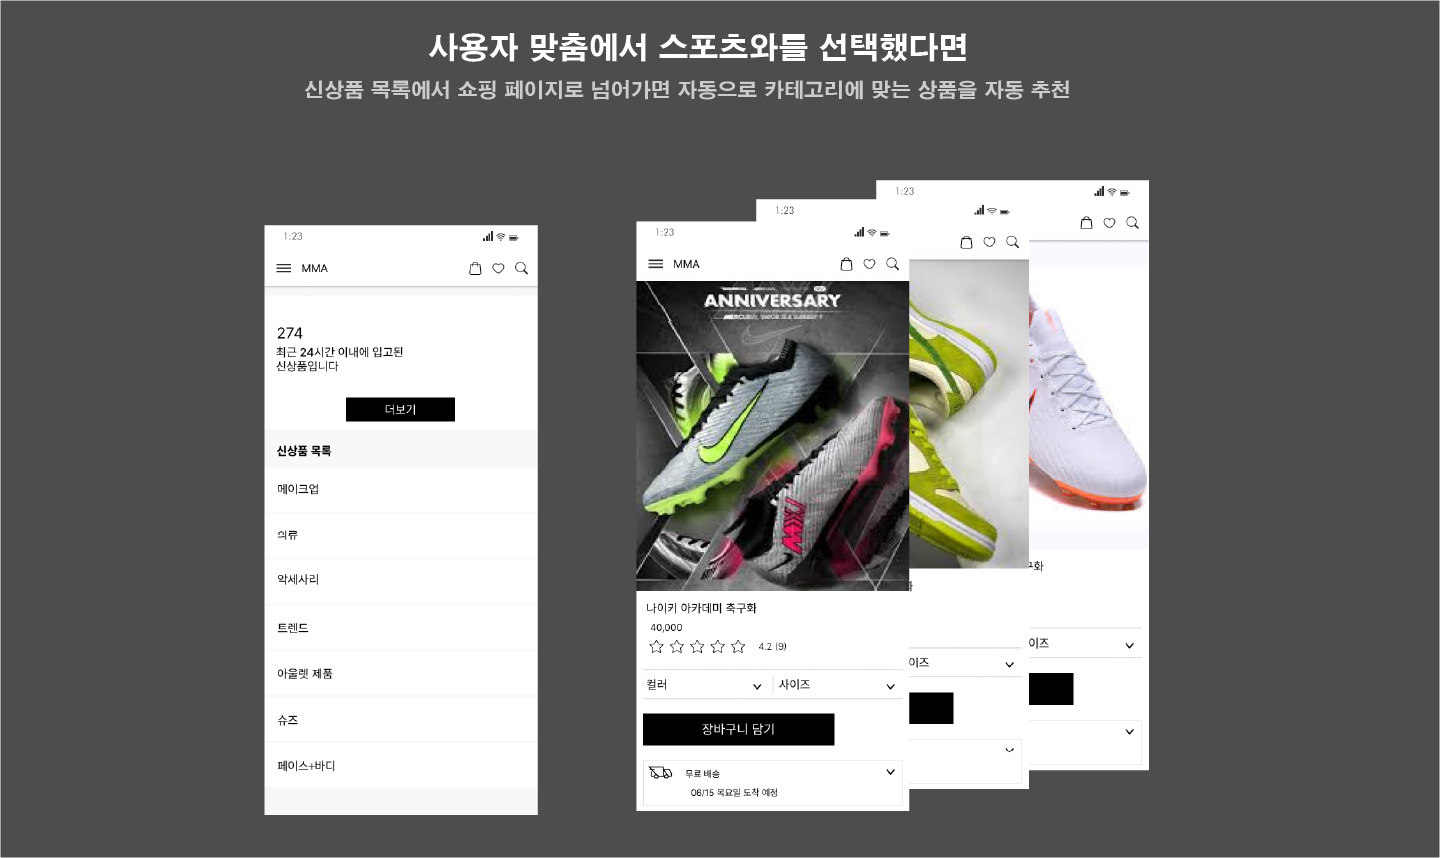 사용자 맞춤에서 스포츠와들 선택했다면
신상품 목록에서 쇼핑 페이지로 넘어가면 자동으로 카테고리에 맞는 상품을 자동 추천
1:23
MMA
274
최근 24시간 이내에 입고된
신상품입니다
더보기
신상품 목록
메이크업
의류
악세사리
트렌드
아울렛 제품
슈즈
페이스+바디
1:23
MMA
ANNIVERSARY
나이키 아카데미 축구화
40,000
4.2 (9)
컬러
사이즈
장바구니 담기
무료 배송
06/15 목요일 도착 예정
1:23
이즈
1:23
구화
이즈